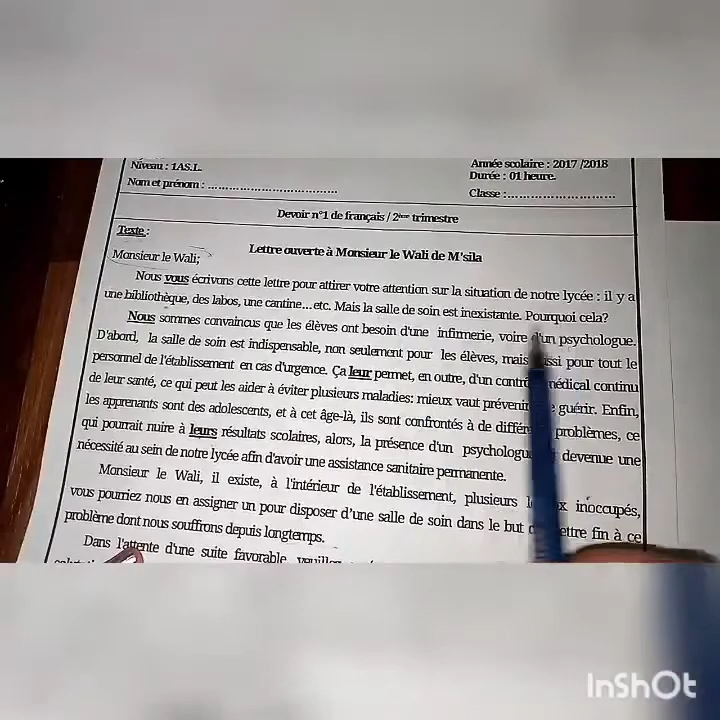 Niveau : 1AS.L.
Année scolaire : 2017 /2018
Durée : 01 heure.
Nom et prénom : ....................................
Classe :............................
Devoir n°1 de français / 2ème trimestre
Texte :
Lettre ouverte à Monsieur le Wali de M'sila
Monsieur le Wali;
Nous vous écrivons cette lettre pour attirer votre attention sur la situation de notre lycée : il y a
une bibliothèque, des labos, une cantine...etc. Mais la salle de soin est inexistante. Pourquoi cela?
Nous sommes convaincus que les élèves ont besoin d'une infirmerie, voire d'un psychologue.
D'abord, la salle de soin est indispensable, non seulement pour les élèves, mais aussi pour tout le
personnel de l'établissement en cas d'urgence. Ça leur permet, en outre, d'un contrô médical continu
de leur santé, ce qui peut les aider à éviter plusieurs maladies: mieux vaut prévenir guérir. Enfin,
les apprenants sont des adolescents, et à cet âge-là, ils sont confrontés à de différe problèmes, ce
qui pourrait nuire à leurs résultats scolaires, alors, la présence d'un psychologu devenue une
nécessité au sein de notre lycée afin d'avoir une assistance sanitaire permanente.
Monsieur le Wali, il existe, à l'intérieur de l'établissement, plusieurs inoccupés,
vous pourriez nous en assigner un pour disposer d'une salle de soin dans le but ettre fin à ce
problème dont nous souffrons depuis longtemps.
Dans l'attente d'une suite favorable,
InShOt